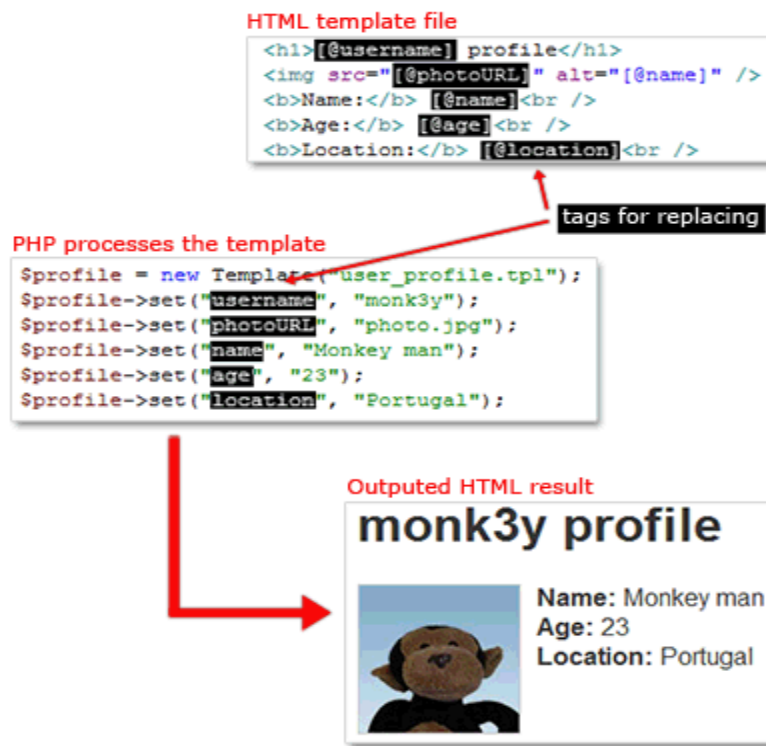 HTML template file
<h1>[@username] profile</h1>
<img src="[@photoURL]" alt="[@name]" />
<b>Name:</b> [@name]<br />
<b>Age:</b> [@age]<br />
<b>Location:</b> [@location]<br />
tags for replacing
PHP processes the template
$profile = new Template("user_profile.tpl");
$profile->set("username", "monk3y");
$profile->set("photoURL", "photo.jpg");
$profile->set("name", "Monkey man");
$profile->set("age", "23");
$profile->set("location", "Portugal");
Outputed HTML result
monk3y profile
Name: Monkey man
Age: 23
Location: Portugal